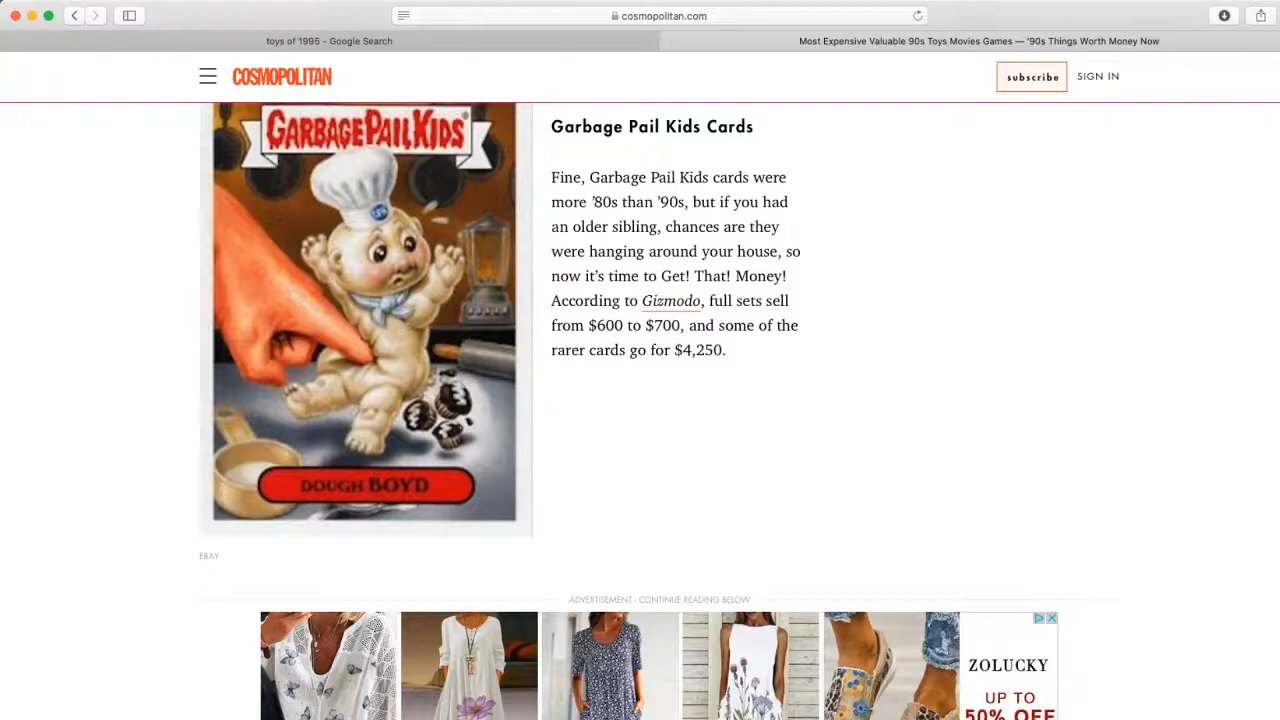 cosmopolitan.com
toys of 1995 - Google Search
Most Expensive Valuable 90s Toys Movies Games — '90s Things Worth Money Now
COSMOPOLITAN
subscribe
SIGN IN
GARBAGE PAIL KIDS
DOUGH BOYD
EBAY
Garbage Pail Kids Cards
Fine, Garbage Pail Kids cards were
more ’80s than ’90s, but if you had
an older sibling, chances are they
were hanging around your house, so
now it’s time to Get! That! Money!
According to Gizmodo, full sets sell
from $600 to $700, and some of the
rarer cards go for $4,250.
ADVERTISEMENT - CONTINUE READING BELOW
ZOLUCKY
UP TO
50% OFF